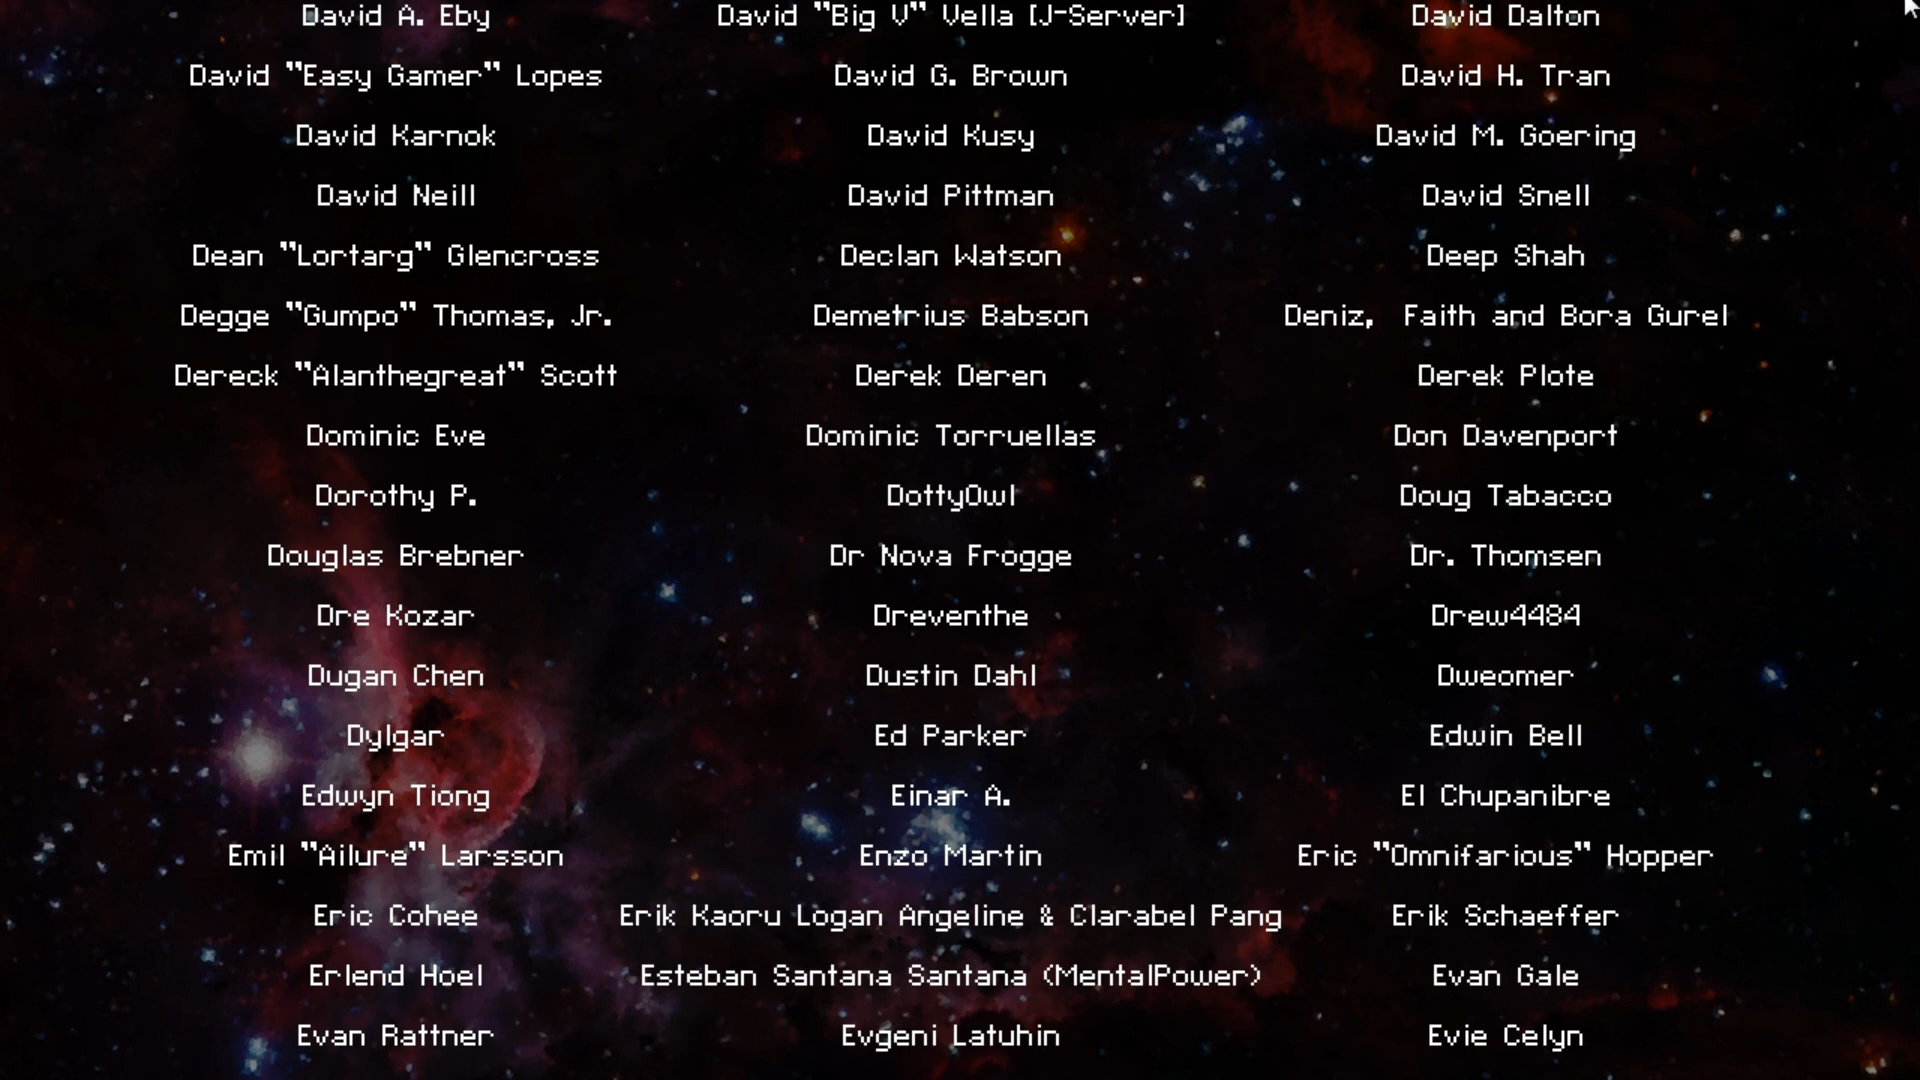 David A. Eby David "Big V" Vella [J-Server] David Dalton
David "Easy Gamer" Lopes David G. Brown David H. Tran
David Karnok David Kusy David M. Goering
David Neill David Pittman David Snell
Dean "Lortarg" Glencross Declan Watson Deep Shah
Degge "Gumpo" Thomas, Jr. Demetrius Babson Deniz,  Faith and Bora Gurel
Dereck "Alanthegreat" Scott Derek Deren Derek Plote
Dominic Eve Dominic Torruellas Don Davenport
Dorothy P. DottyOwl Doug Tabacco
Douglas Brebner Dr Nova Frogge Dr. Thomsen
Dre Kozar Dreventhe Drew4484
Dugan Chen Dustin Dahl Dweomer
Dylgar Ed Parker Edwin Bell
Edwyn Tiong Einar A. El Chupanibre
Emil "Ailure" Larsson Enzo Martin Eric "Omnifarious" Hopper
Eric Cohee Erik Kaoru Logan Angeline & Clarabel Pang Erik Schaeffer
Erlend Hoel Esteban Santana Santana (MentalPower) Evan Gale
Evan Rattner Evgeni Latuhin Evie Celyn